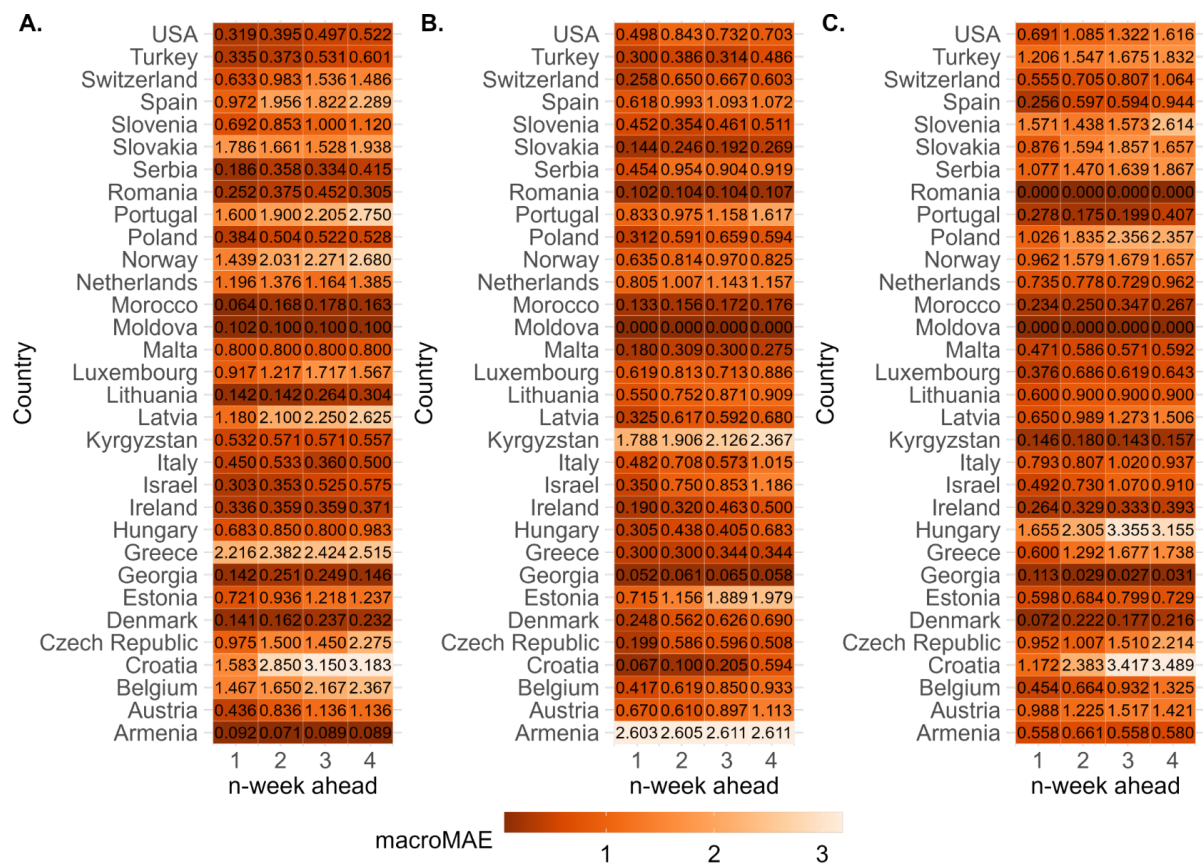 A.
USA 0.319 0.395 0.497 0.522
Turkey 0.335 0.373 0.531 0.601
Switzerland 0.633 0.983 1.536 1.486
Spain 0.972 1.956 1.822 2.289
Slovenia 0.692 0.853 1.000 1.120
Slovakia 1.786 1.661 1.528 1.938
Serbia 0.186 0.358 0.334 0.415
Romania 0.252 0.375 0.452 0.305
Portugal 1.600 1.900 2.205 2.750
Poland 0.384 0.504 0.522 0.528
Norway 1.439 2.031 2.271 2.680
Netherlands 1.196 1.376 1.164 1.385
Morocco 0.064 0.168 0.178 0.163
Moldova 0.102 0.100 0.100 0.100
Malta 0.800 0.800 0.800 0.800
Luxembourg 0.917 1.217 1.717 1.567
Lithuania 0.142 0.142 0.264 0.304
Latvia 1.180 2.100 2.250 2.625
Kyrgyzstan 0.532 0.571 0.571 0.557
Italy 0.450 0.533 0.360 0.500
Israel 0.303 0.353 0.525 0.575
Ireland 0.336 0.359 0.359 0.371
Hungary 0.683 0.850 0.800 0.983
Greece 2.216 2.382 2.424 2.515
Georgia 0.142 0.251 0.249 0.146
Estonia 0.721 0.936 1.218 1.237
Denmark 0.141 0.162 0.237 0.232
Czech Republic 0.975 1.500 1.450 2.275
Croatia 1.583 2.850 3.150 3.183
Belgium 1.467 1.650 2.167 2.367
Austria 0.436 0.836 1.136 1.136
Armenia 0.092 0.071 0.089 0.089
1 2 3 4
n-week ahead
Country
B.
USA 0.498 0.843 0.732 0.703
Turkey 0.300 0.386 0.314 0.486
Switzerland 0.258 0.650 0.667 0.603
Spain 0.618 0.993 1.093 1.072
Slovenia 0.452 0.354 0.461 0.511
Slovakia 0.144 0.246 0.192 0.269
Serbia 0.454 0.954 0.904 0.919
Romania 0.102 0.104 0.104 0.107
Portugal 0.833 0.975 1.158 1.617
Poland 0.312 0.591 0.659 0.594
Norway 0.635 0.814 0.970 0.825
Netherlands 0.805 1.007 1.143 1.157
Morocco 0.133 0.156 0.172 0.176
Moldova 0.000 0.000 0.000 0.000
Malta 0.180 0.309 0.300 0.275
Luxembourg 0.619 0.813 0.713 0.886
Lithuania 0.550 0.752 0.871 0.909
Latvia 0.325 0.617 0.592 0.680
Kyrgyzstan 1.788 1.906 2.126 2.367
Italy 0.482 0.708 0.573 1.015
Israel 0.350 0.750 0.853 1.186
Ireland 0.190 0.320 0.463 0.500
Hungary 0.305 0.438 0.405 0.683
Greece 0.300 0.300 0.344 0.344
Georgia 0.052 0.061 0.065 0.058
Estonia 0.715 1.156 1.889 1.979
Denmark 0.248 0.562 0.626 0.690
Czech Republic 0.199 0.586 0.596 0.508
Croatia 0.067 0.100 0.205 0.594
Belgium 0.417 0.619 0.850 0.933
Austria 0.670 0.610 0.897 1.113
Armenia 2.603 2.605 2.611 2.611
1 2 3 4
n-week ahead
Country
C.
USA 0.691 1.085 1.322 1.616
Turkey 1.206 1.547 1.675 1.832
Switzerland 0.555 0.705 0.807 1.064
Spain 0.256 0.597 0.594 0.944
Slovenia 1.571 1.438 1.573 2.614
Slovakia 0.876 1.594 1.857 1.657
Serbia 1.077 1.470 1.639 1.867
Romania 0.000 0.000 0.000 0.000
Portugal 0.278 0.175 0.199 0.407
Poland 1.026 1.835 2.356 2.357
Norway 0.962 1.579 1.679 1.657
Netherlands 0.735 0.778 0.729 0.962
Morocco 0.234 0.250 0.347 0.267
Moldova 0.000 0.000 0.000 0.000
Malta 0.471 0.586 0.571 0.592
Luxembourg 0.376 0.686 0.619 0.643
Lithuania 0.600 0.900 0.900 0.900
Latvia 0.650 0.989 1.273 1.506
Kyrgyzstan 0.146 0.180 0.143 0.157
Italy 0.793 0.807 1.020 0.937
Israel 0.492 0.730 1.070 0.910
Ireland 0.264 0.329 0.333 0.393
Hungary 1.655 2.305 3.355 3.155
Greece 0.600 1.292 1.677 1.738
Georgia 0.113 0.029 0.027 0.031
Estonia 0.598 0.684 0.799 0.729
Denmark 0.072 0.222 0.177 0.216
Czech Republic 0.952 1.007 1.510 2.214
Croatia 1.172 2.383 3.417 3.489
Belgium 0.454 0.664 0.932 1.325
Austria 0.988 1.225 1.517 1.421
Armenia 0.558 0.661 0.558 0.580
1 2 3 4
n-week ahead
Country
macroMAE
1 2 3